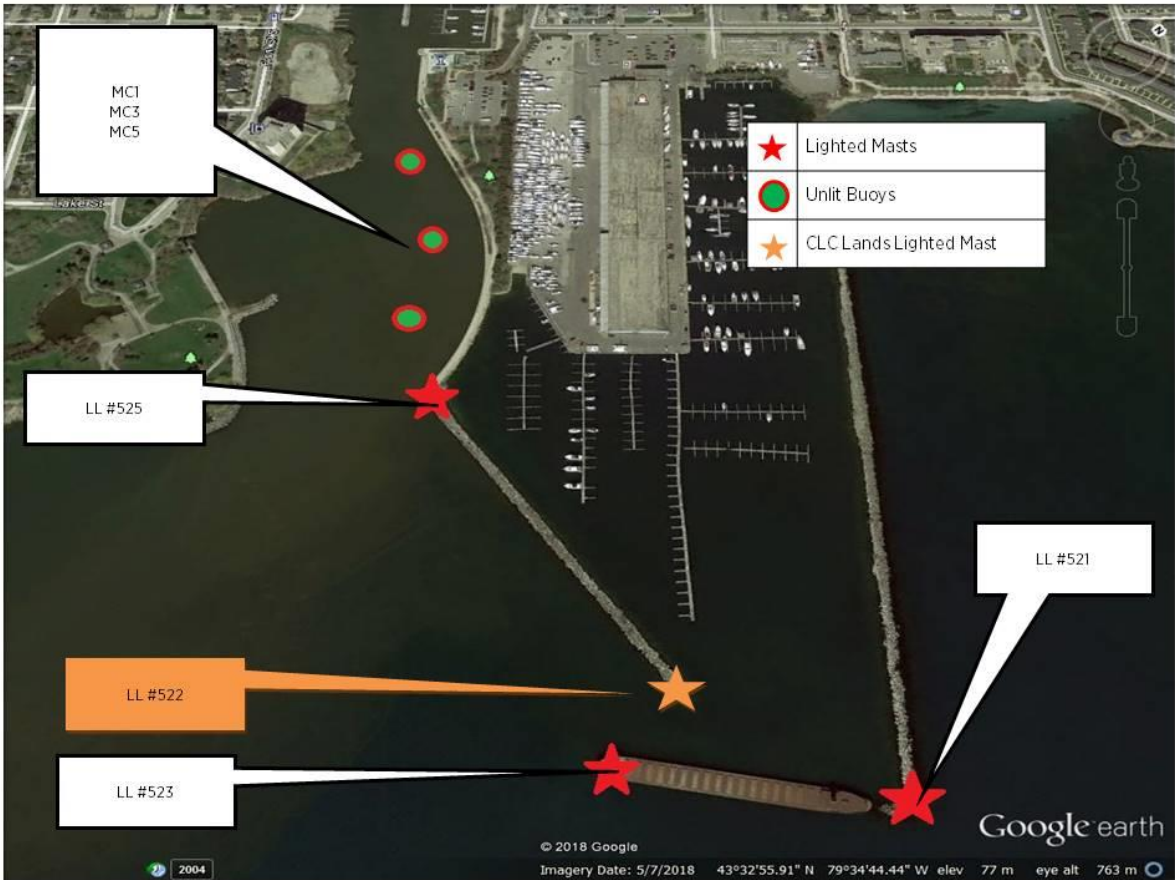 MC1
MC3
MC5
Lighted Masts
Unlit Buoys
CLC Lands Lighted Mast
LL #525
LL #521
LL #522
LL #523
Google earth
© 2018 Google
2004
Imagery Date: 5/7/2018 43°32'55.91" N 79°34'44.44" W elev 77 m eye alt 763 m